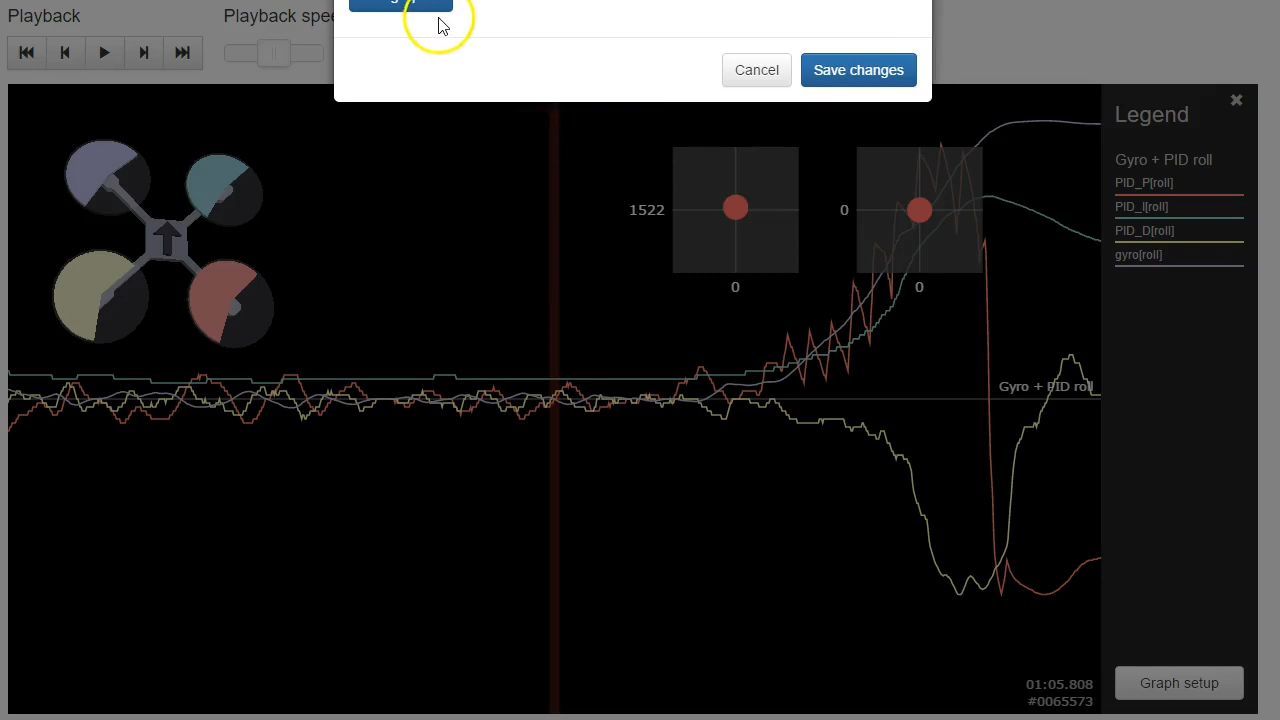 Playback
Playback spee
Cancel
Save changes
Legend
Gyro + PID roll
PID_P[roll]
PID_I[roll]
PID_D[roll]
gyro[roll]
1522
0
0
0
Gyro + PID roll
01:05.808
#0065573
Graph setup